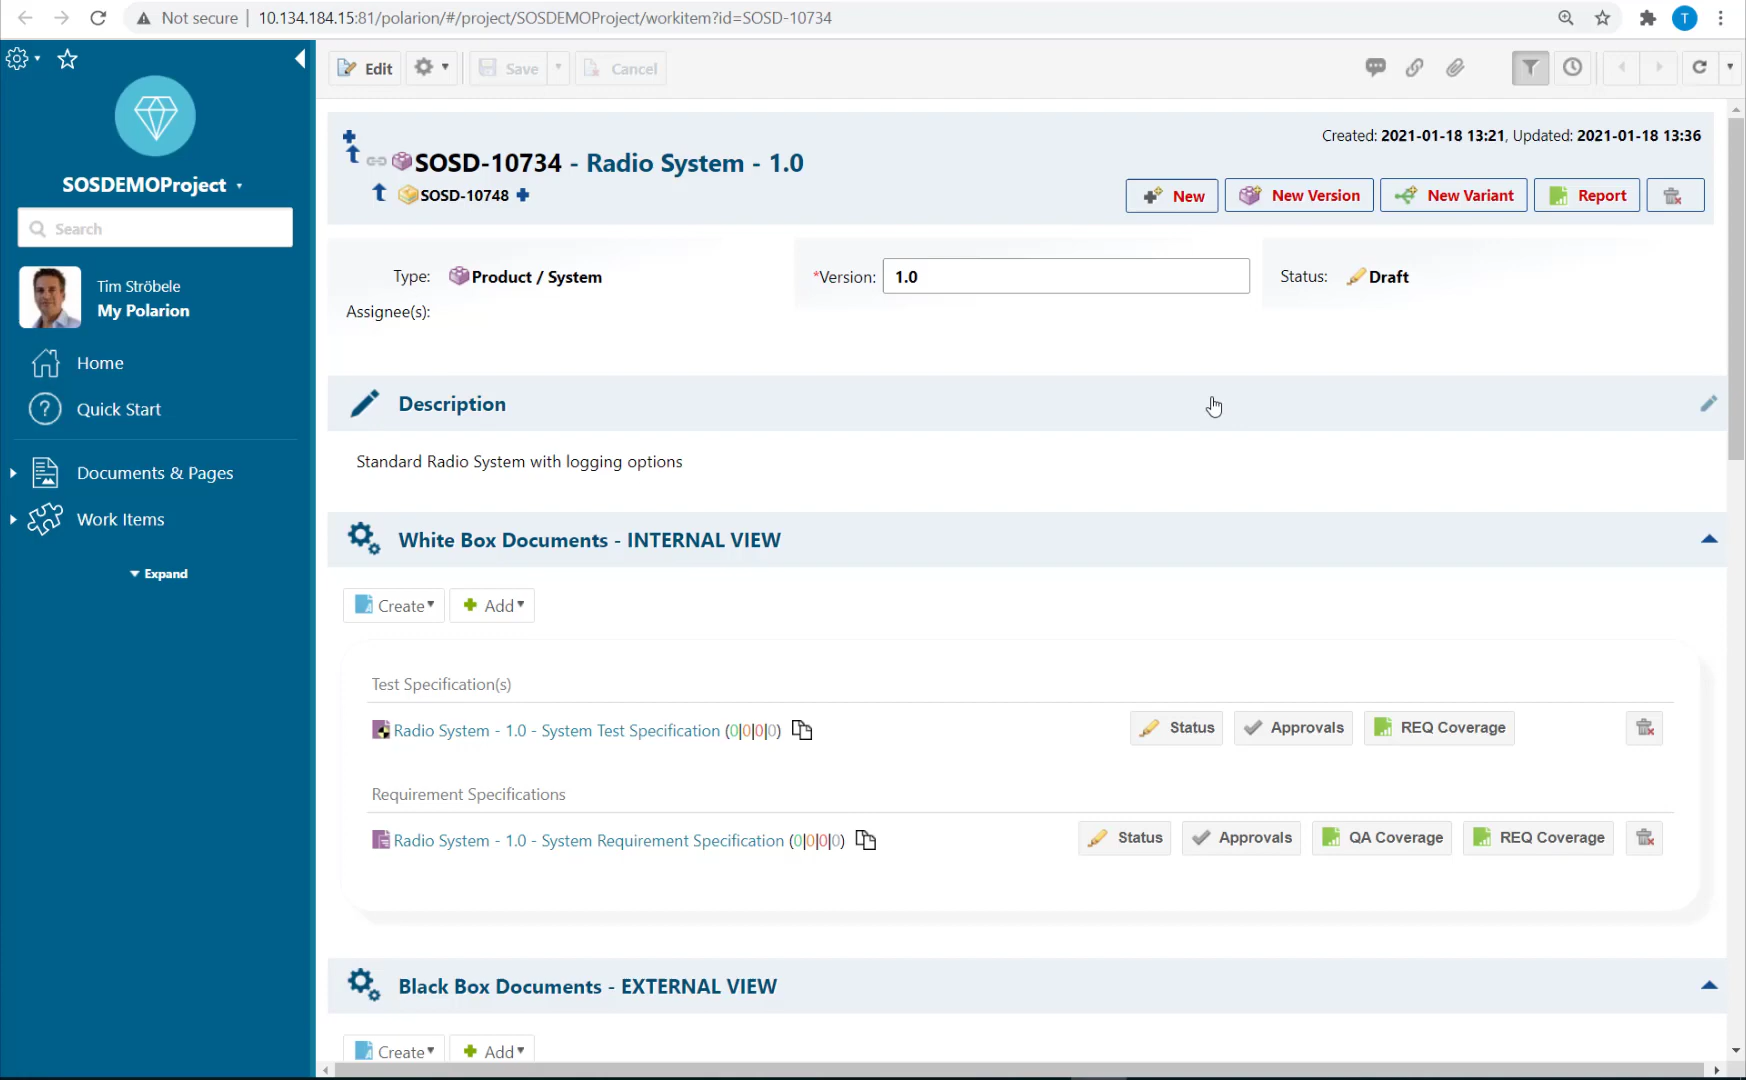 Not secure | 10.134.184.15:81/polarion/#/project/SOSDEMOProject/workitem?id=SOSD-10734
T
SOSDEMOProject
Search
Tim Ströbele
My Polarion
Home
Quick Start
Documents & Pages
Work Items
Expand
Edit
Save
Cancel
Created: 2021-01-18 13:21, Updated: 2021-01-18 13:36
SOSD-10734 - Radio System - 1.0
SOSD-10748
New
New Version
New Variant
Report
Type: Product / System
*Version: 1.0
Status: Draft
Assignee(s):
Description
Standard Radio System with logging options
White Box Documents - INTERNAL VIEW
Create
Add
Test Specification(s)
Radio System - 1.0 - System Test Specification (0|0|0|0)
Status
Approvals
REQ Coverage
Requirement Specifications
Radio System - 1.0 - System Requirement Specification (0|0|0|0)
Status
Approvals
QA Coverage
REQ Coverage
Black Box Documents - EXTERNAL VIEW
Create
Add